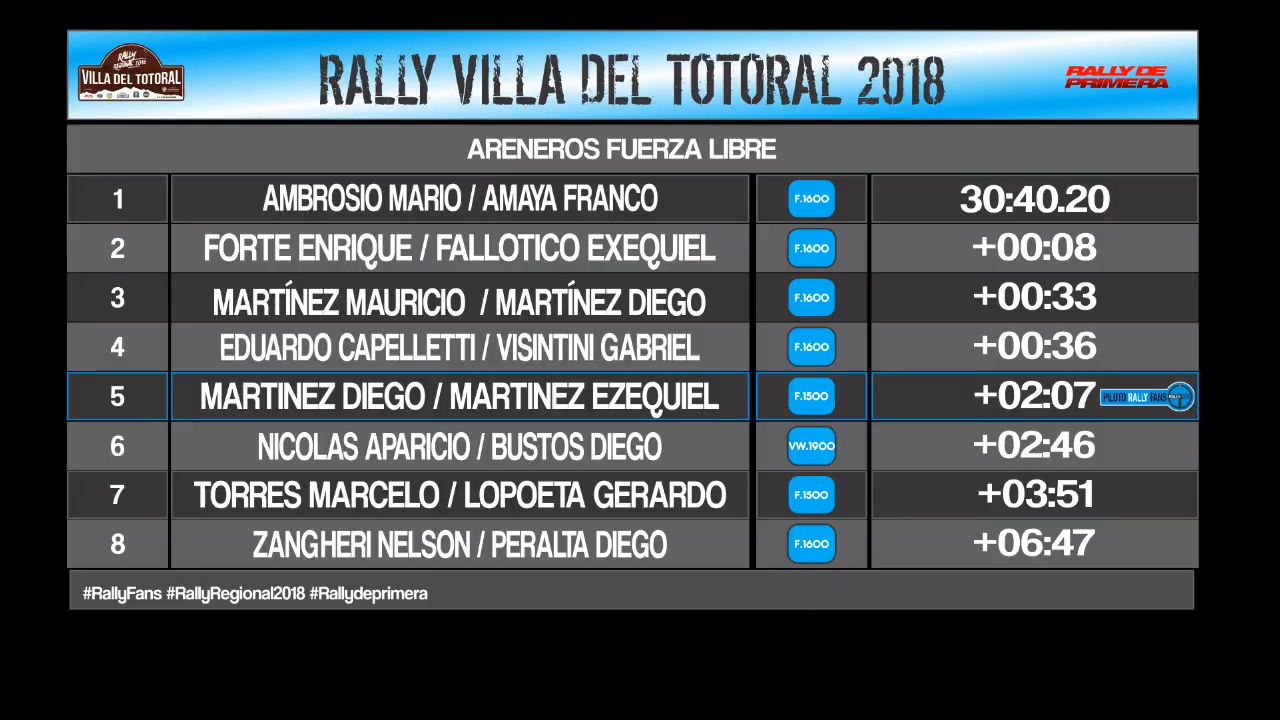 RALLY
REGIONAL 2018
VILLA DEL TOTORAL
RALLY VILLA DEL TOTORAL 2018
RALLY DE
PRIMERA
ARENEROS FUERZA LIBRE
1 AMBROSIO MARIO / AMAYA FRANCO F.1600 30:40.20
2 FORTE ENRIQUE / FALLOTICO EXEQUIEL F.1600 +00:08
3 MARTÍNEZ MAURICIO / MARTÍNEZ DIEGO F.1600 +00:33
4 EDUARDO CAPELLETTI / VISINTINI GABRIEL F.1600 +00:36
5 MARTINEZ DIEGO / MARTINEZ EZEQUIEL F.1500 +02:07 PILOTO RALLY FANS RALLY
6 NICOLAS APARICIO / BUSTOS DIEGO VW.1900 +02:46
7 TORRES MARCELO / LOPOETA GERARDO F.1500 +03:51
8 ZANGHERI NELSON / PERALTA DIEGO F.1600 +06:47
#RallyFans #RallyRegional2018 #Rallydeprimera